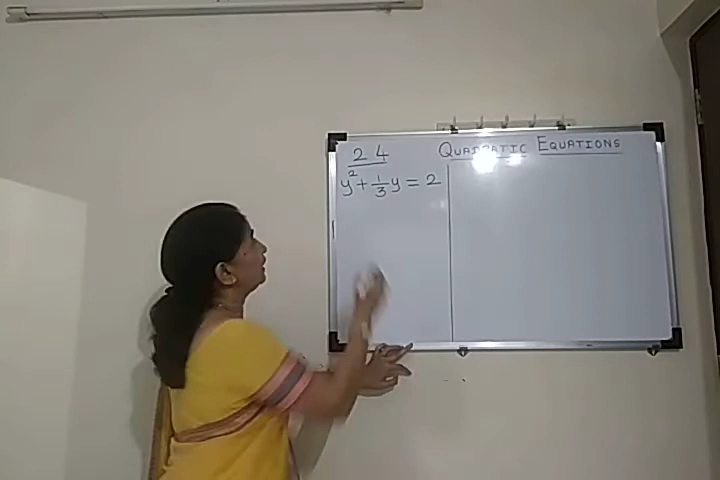 24
QUADRATIC EQUATIONS
y² + 1/3 y = 2